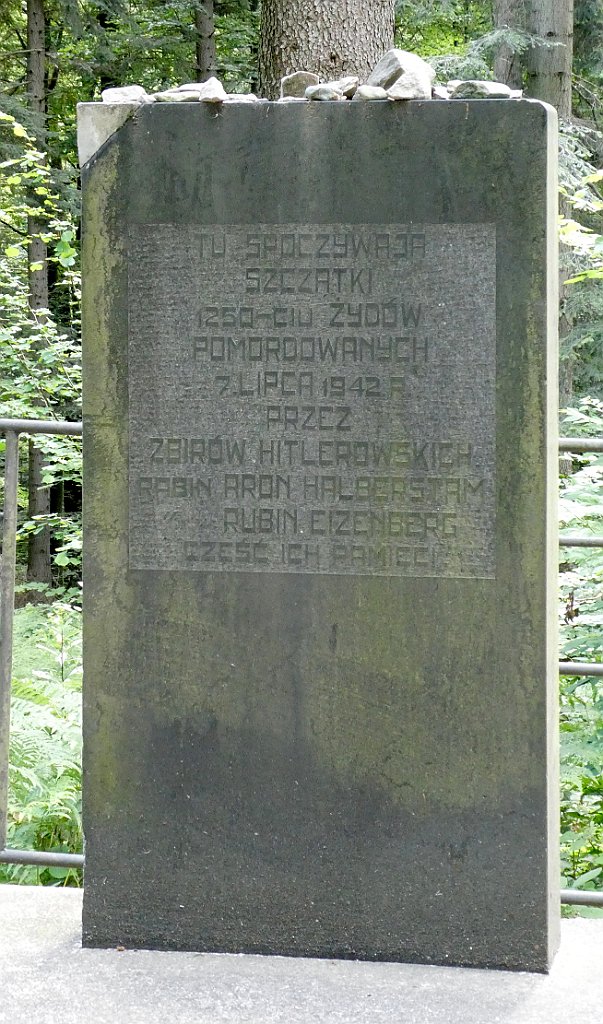 TU SPOCZYWAJĄ
SZCZĄTKI
1250-CIU ŻYDÓW
POMORDOWANYCH
7. LIPCA 1942 R
PRZEZ
ZBIRÓW HITLEROWSKICH
RABIN ARON HALBERSTAM
RUBIN EIZENBERG
CZEŚĆ ICH PAMIĘCI